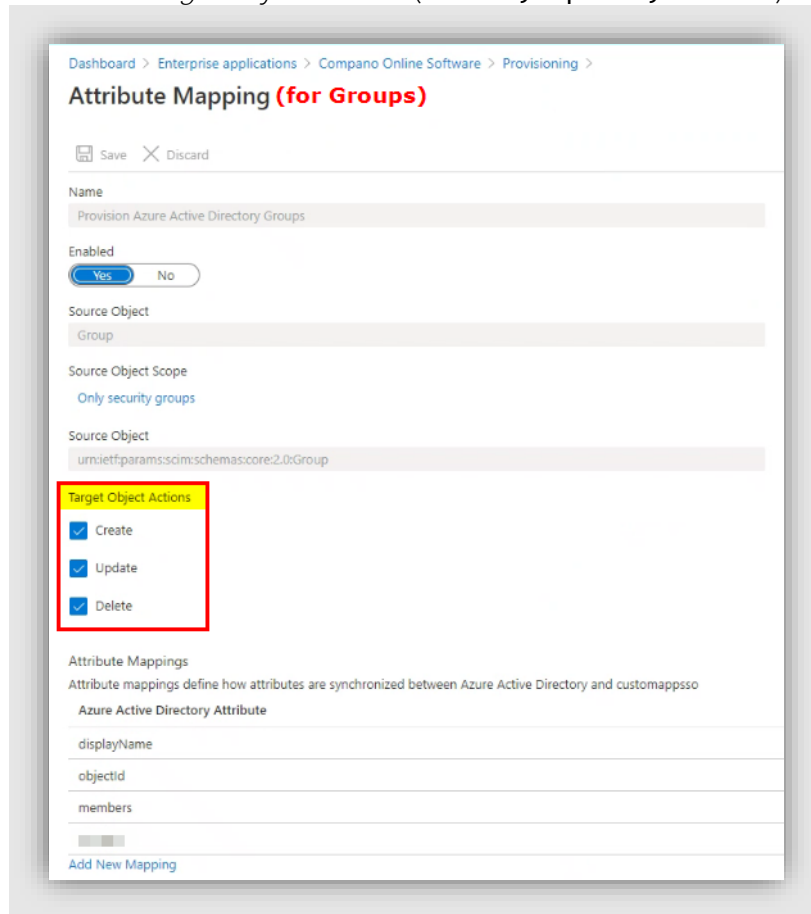 Dashboard > Enterprise applications > Compano Online Software > Provisioning >
Attribute Mapping (for Groups)
Save Discard
Name
Provision Azure Active Directory Groups
Enabled
Yes No
Source Object
Group
Source Object Scope
Only security groups
Source Object
urn:ietf:params:scim:schemas:core:2.0:Group
Target Object Actions
Create
Update
Delete
Attribute Mappings
Attribute mappings define how attributes are synchronized between Azure Active Directory and customappsso
Azure Active Directory Attribute
displayName
objectId
members
Add New Mapping